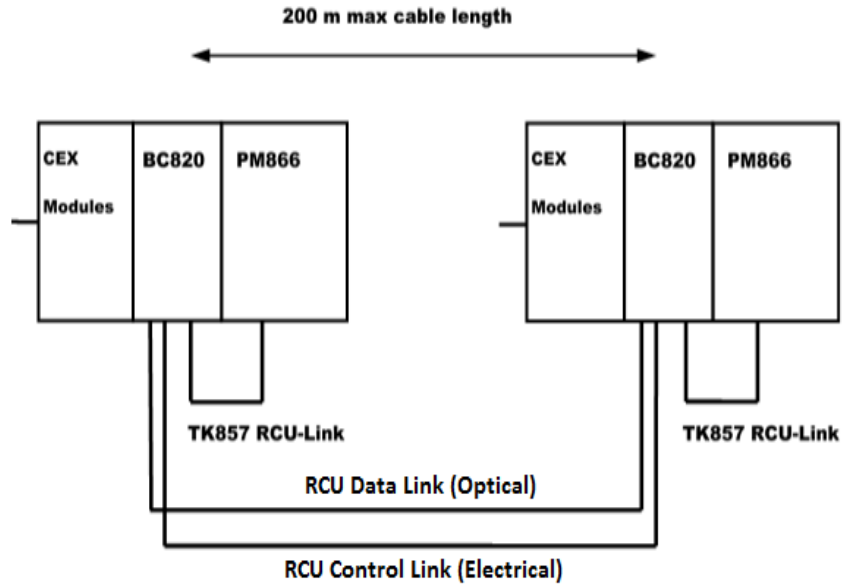 200 m max cable length
CEX
Modules
BC820
PM866
CEX
Modules
BC820
PM866
TK857 RCU-Link
TK857 RCU-Link
RCU Data Link (Optical)
RCU Control Link (Electrical)